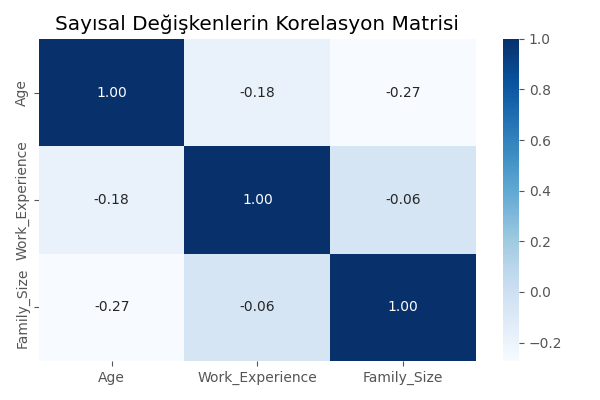 Sayısal Değişkenlerin Korelasyon Matrisi
Age
1.00
-0.18
-0.27
Work_Experience
-0.18
1.00
-0.06
Family_Size
-0.27
-0.06
1.00
Age
Work_Experience
Family_Size
1.0
0.8
0.6
0.4
0.2
0.0
−0.2